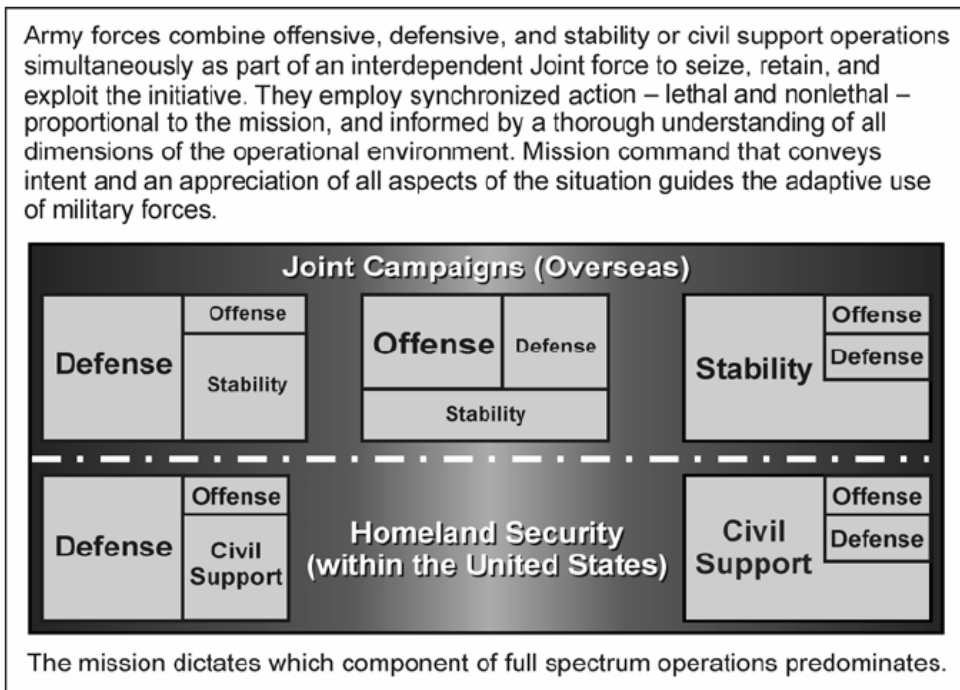 Army forces combine offensive, defensive, and stability or civil support operations
simultaneously as part of an interdependent Joint force to seize, retain, and
exploit the initiative. They employ synchronized action – lethal and nonlethal –
proportional to the mission, and informed by a thorough understanding of all
dimensions of the operational environment. Mission command that conveys
intent and an appreciation of all aspects of the situation guides the adaptive use
of military forces.
Joint Campaigns (Overseas)
Defense
Offense
Stability
Offense
Defense
Stability
Stability
Offense
Defense
Defense
Offense
Civil
Support
Homeland Security
(within the United States)
Civil
Support
Offense
Defense
The mission dictates which component of full spectrum operations predominates.